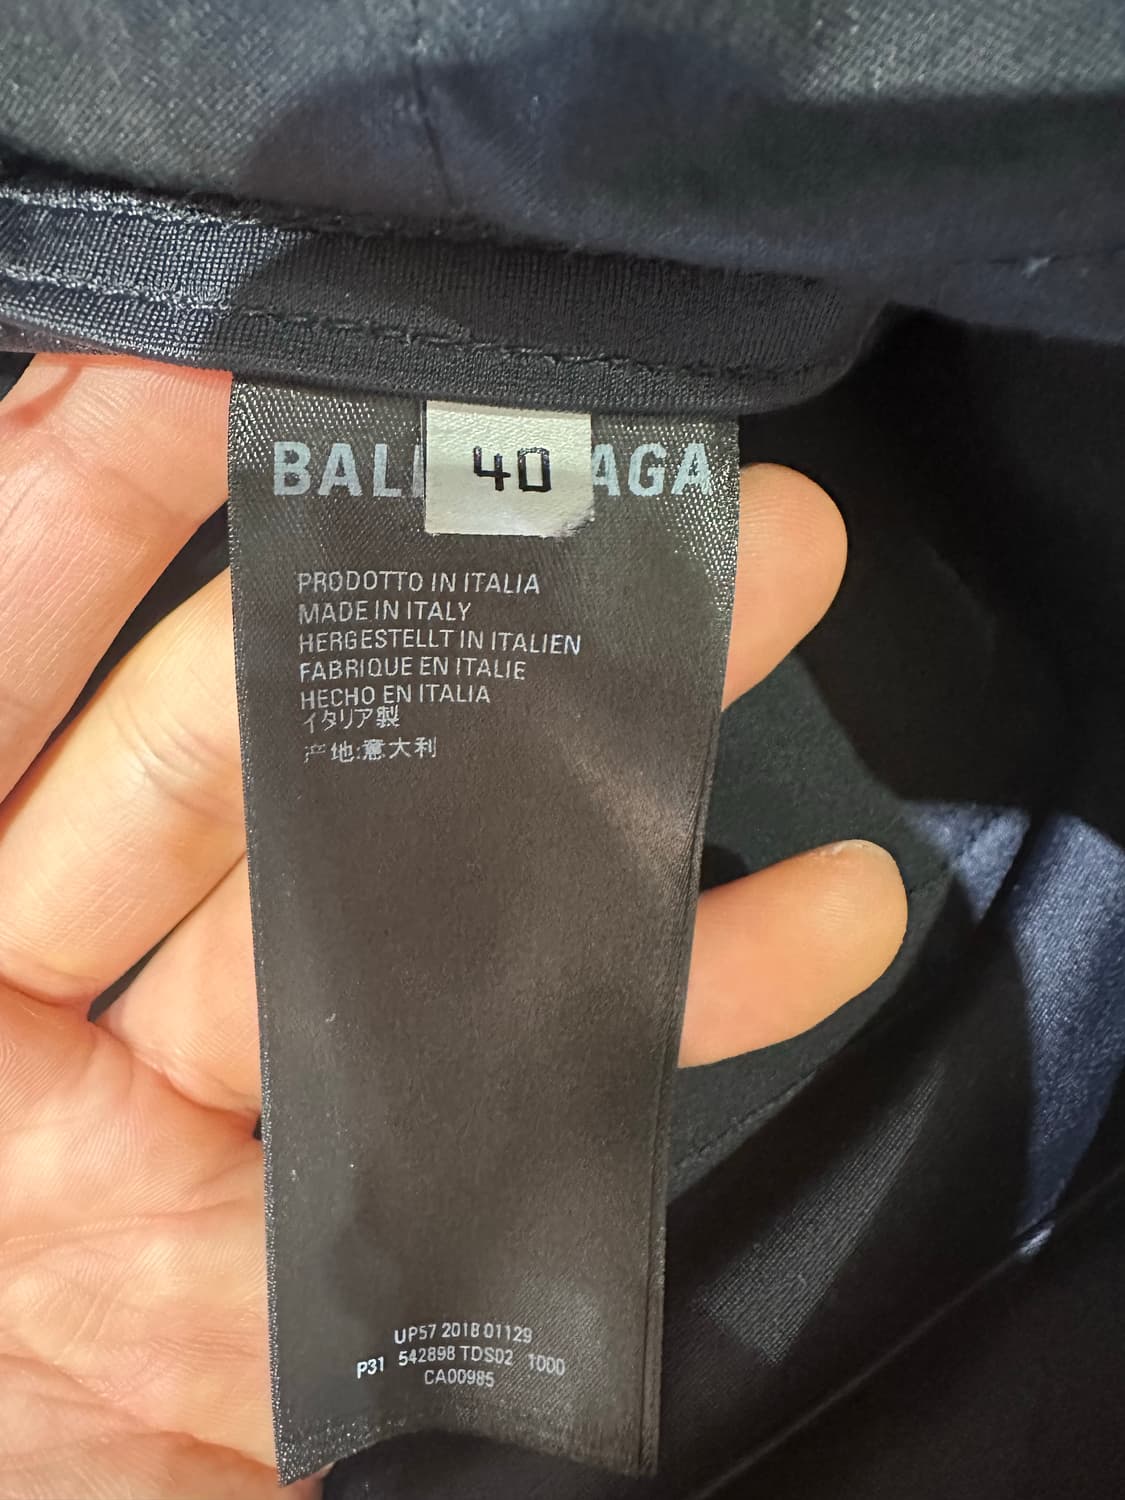 BAL 40 AGA
PRODOTTO IN ITALIA
MADE IN ITALY
HERGESTELLT IN ITALIEN
FABRIQUE EN ITALIE
HECHO EN ITALIA
イタリア製
产地:意大利
UP57 2018 01129
P31 542898 TDS02 1000
CA00985